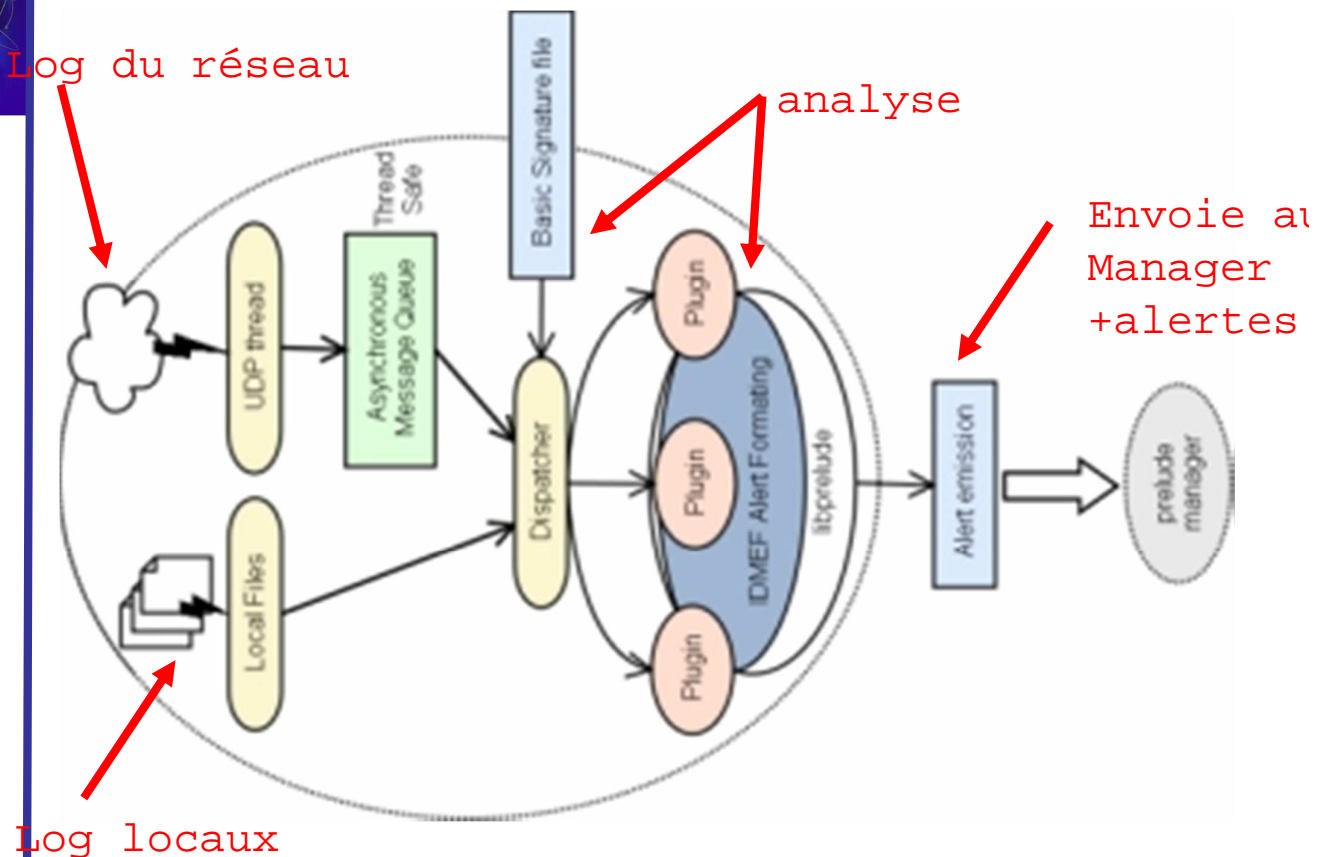 Log du réseau
analyse
Envoie au
Manager
+alertes
Log locaux
Basic Signature file
Thread
Safe
UDP thread
Asynchronous
Message Queue
Local Files
Dispatcher
Plugin
Plugin
Plugin
IDMEF Alert Formating
libprelude
Alert emission
prelude
manager